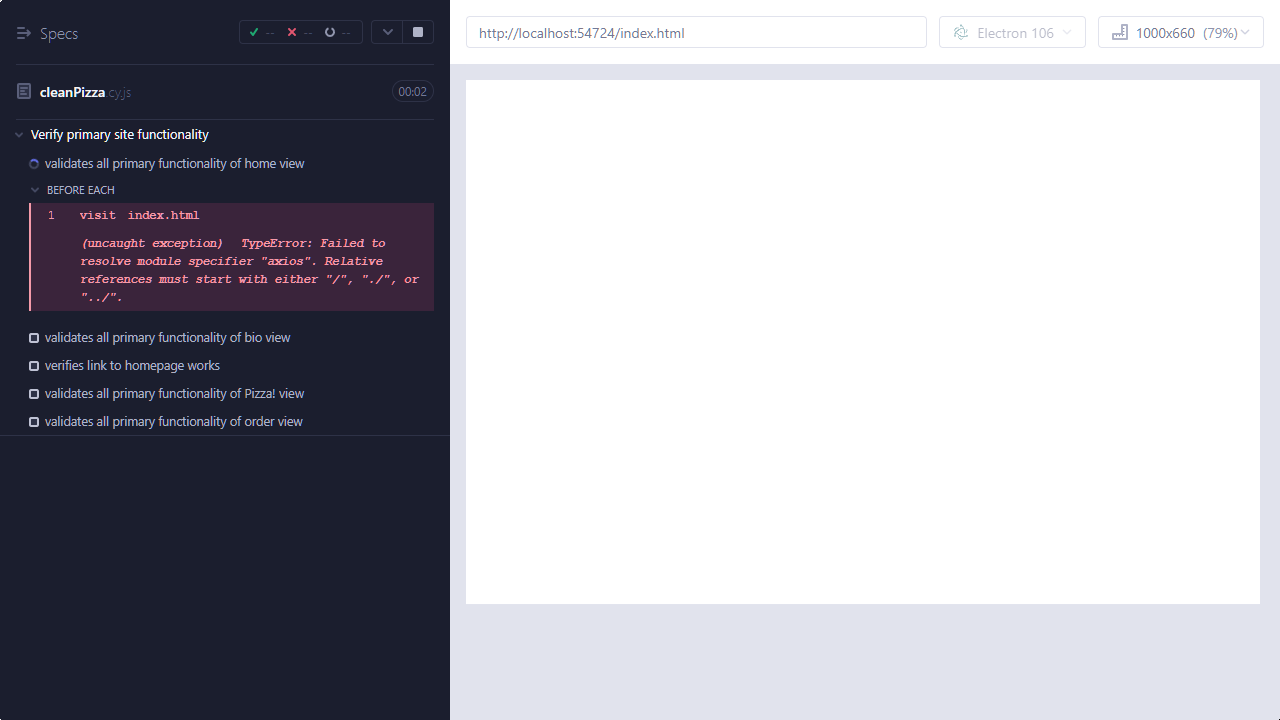 Specs
-- -- --
cleanPizza.cy.js 00:02
Verify primary site functionality
validates all primary functionality of home view
BEFORE EACH
1 visit index.html
(uncaught exception) TypeError: Failed to
resolve module specifier "axios". Relative
references must start with either "/", "./", or
"../".
validates all primary functionality of bio view
verifies link to homepage works
validates all primary functionality of Pizza! view
validates all primary functionality of order view
http://localhost:54724/index.html
Electron 106
1000x660 (79%)